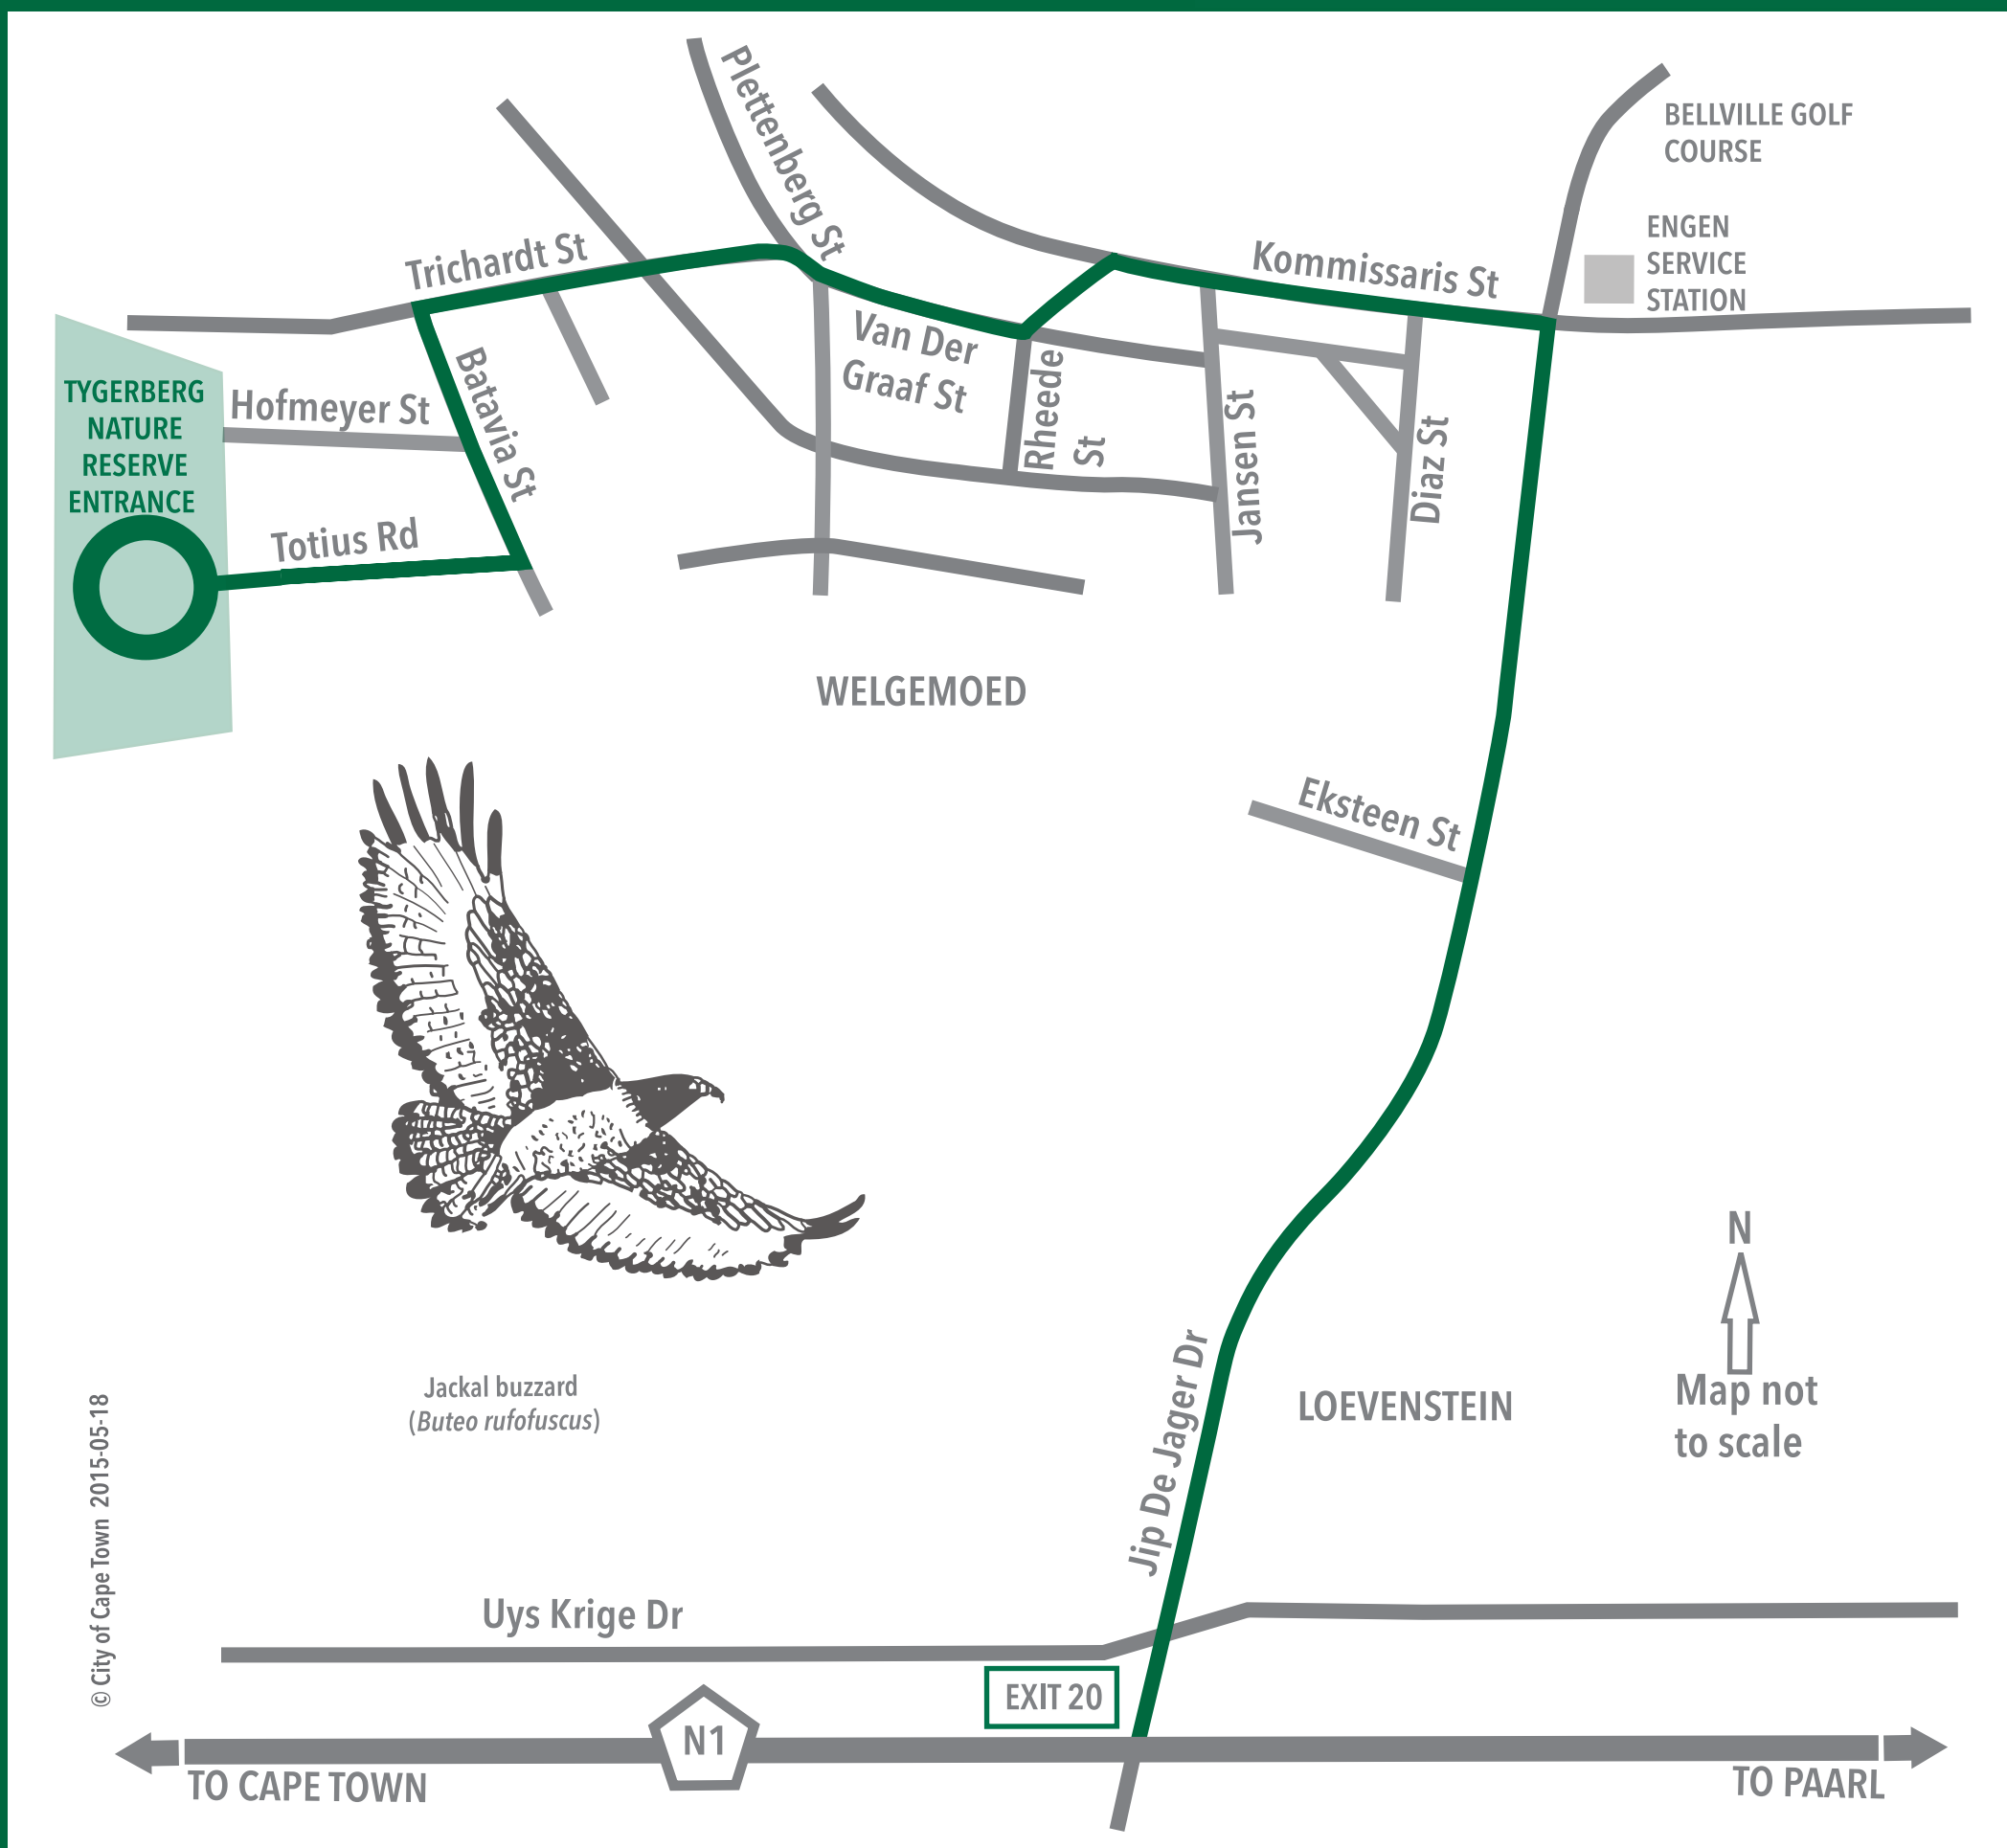 Plettenberg St
BELLVILLE GOLF
COURSE
ENGEN
SERVICE
STATION
Trichardt St
Kommissaris St
Van Der
Graaf St
Rheede
St
Jansen St
Diaz St
Batavia St
TYGERBERG
NATURE
RESERVE
ENTRANCE
Hofmeyer St
Totius Rd
WELGEMOED
Eksteen St
N
Map not
to scale
Jackal buzzard
(Buteo rufofuscus)
LOEVENSTEIN
Jip De Jager Dr
© City of Cape Town 2015-05-18
Uys Krige Dr
EXIT 20
N1
TO CAPE TOWN
TO PAARL